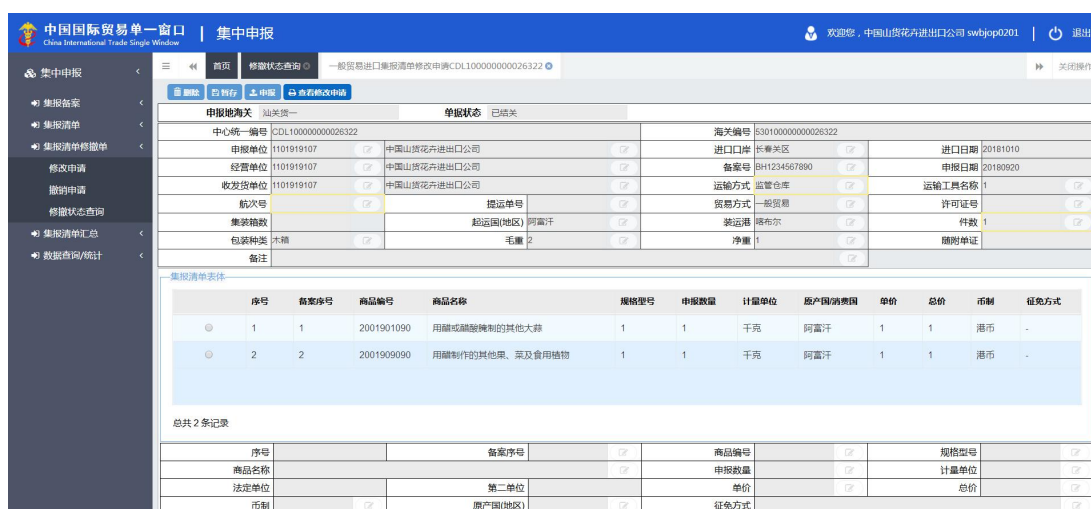 中国国际贸易单一窗口 | 集中申报 欢迎您，中国山货花卉进出口公司 swbjop0201 | 退出
China International Trade Single Window
集中申报 首页 修撤状态查询 一般贸易进口集报清单修改申请CDL100000000026322 关闭操作
删除 暂存 申报 查看修改申请
集报备案
集报清单
集报清单修撤单
修改申请
撤销申请
修撤状态查询
集报清单汇总
数据查询/统计
申报地海关 汕关货一 单据状态 已结关
中心统一编号 CDL100000000026322 海关编号 530100000000026322
申报单位 1101919107 中国山货花卉进出口公司 进口口岸 长春关区 进口日期 20181010
经营单位 1101919107 中国山货花卉进出口公司 备案号 BH1234567890 申报日期 20180920
收发货单位 1101919107 中国山货花卉进出口公司 运输方式 监管仓库 运输工具名称 1
航次号 提运单号 贸易方式 一般贸易 许可证号
集装箱数 起运国(地区) 阿富汗 装运港 喀布尔 件数 1
包装种类 木箱 毛重 2 净重 1 随附单证
备注
集报清单表体
序号 备案序号 商品编号 商品名称 规格型号 申报数量 计量单位 原产国/消费国 单价 总价 币制 征免方式
1 1 2001901090 用醋或醋酸腌制的其他大蒜 1 1 千克 阿富汗 1 1 港币 -
2 2 2001909090 用醋制作的其他果、菜及食用植物 1 1 千克 阿富汗 1 1 港币 -
总共 2 条记录
序号 备案序号 商品编号 规格型号
商品名称 申报数量 计量单位
法定单位 第二单位 单价 总价
币制 原产国(地区) 征免方式